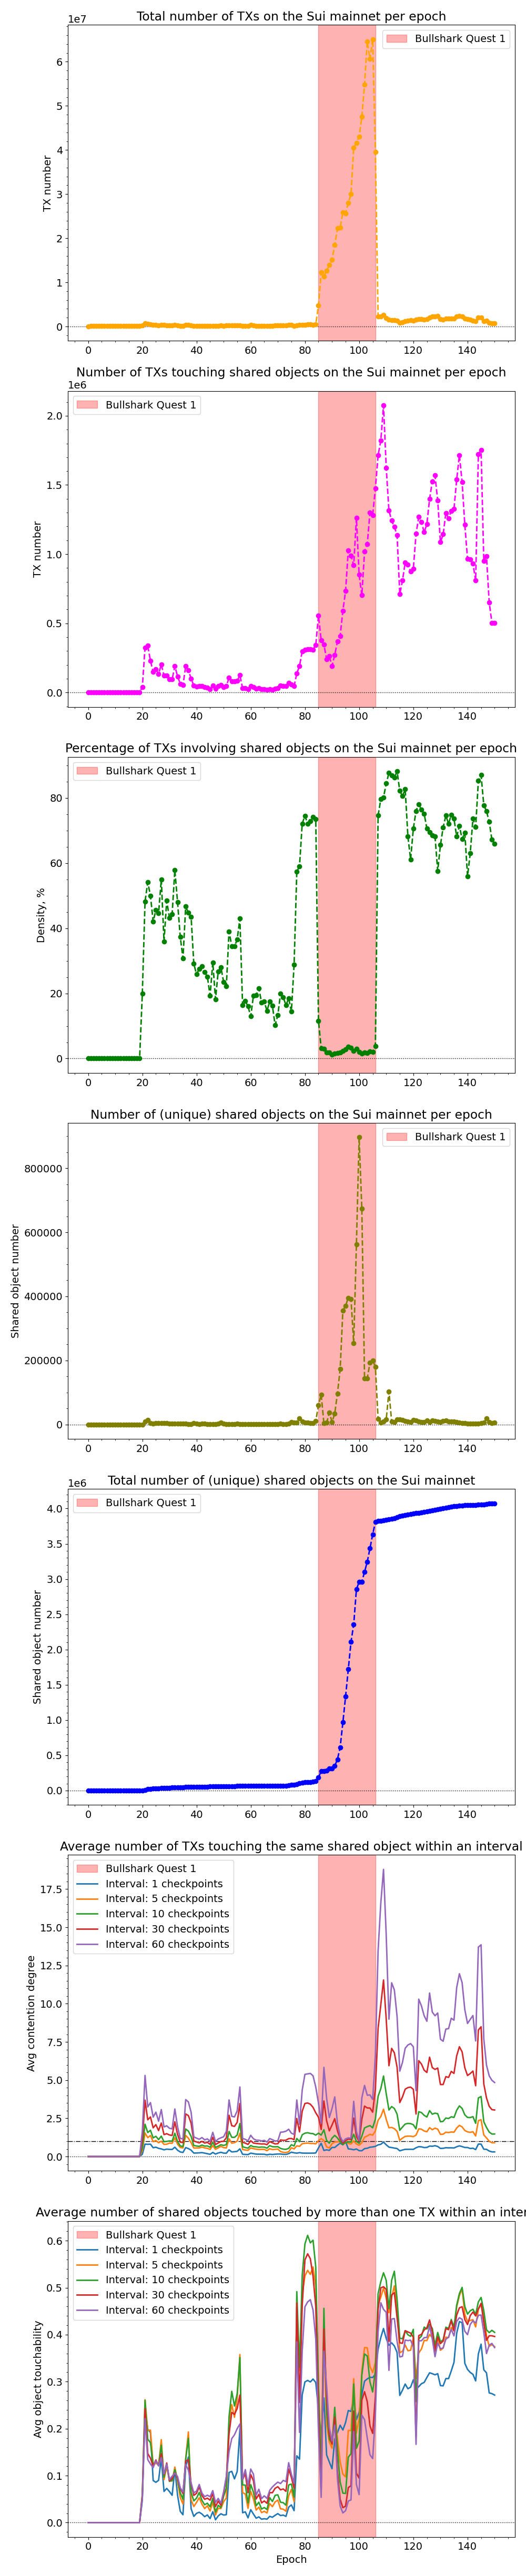 Total number of TXs on the Sui mainnet per epoch
1e7
Bullshark Quest 1
6
5
4
3
2
1
0
TX number
0 20 40 60 80 100 120 140
Number of TXs touching shared objects on the Sui mainnet per epoch
1e6
Bullshark Quest 1
2.0
1.5
1.0
0.5
0.0
TX number
0 20 40 60 80 100 120 140
Percentage of TXs involving shared objects on the Sui mainnet per epoch
Bullshark Quest 1
80
60
40
20
0
Density, %
0 20 40 60 80 100 120 140
Number of (unique) shared objects on the Sui mainnet per epoch
Bullshark Quest 1
800000
600000
400000
200000
0
Shared object number
0 20 40 60 80 100 120 140
Total number of (unique) shared objects on the Sui mainnet
1e6
Bullshark Quest 1
4.0
3.5
3.0
2.5
2.0
1.5
1.0
0.5
0.0
Shared object number
0 20 40 60 80 100 120 140
Average number of TXs touching the same shared object within an interval
Bullshark Quest 1
Interval: 1 checkpoints
Interval: 5 checkpoints
Interval: 10 checkpoints
Interval: 30 checkpoints
Interval: 60 checkpoints
17.5
15.0
12.5
10.0
7.5
5.0
2.5
0.0
Avg contention degree
0 20 40 60 80 100 120 140
Average number of shared objects touched by more than one TX within an inter
Bullshark Quest 1
Interval: 1 checkpoints
Interval: 5 checkpoints
Interval: 10 checkpoints
Interval: 30 checkpoints
Interval: 60 checkpoints
0.6
0.5
0.4
0.3
0.2
0.1
0.0
Avg object touchability
0 20 40 60 80 100 120 140
Epoch